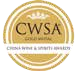 CWSA
GOLD MEDAL
CHINA WINE & SPIRITS AWARDS